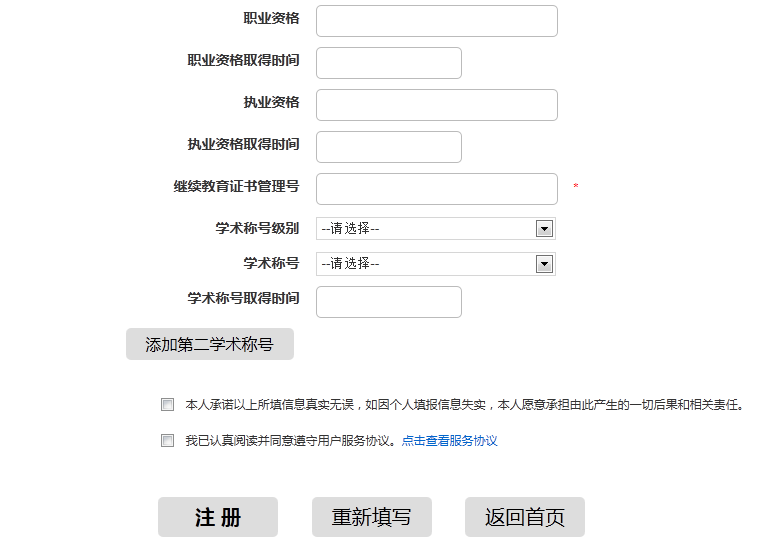 职业资格
职业资格取得时间
执业资格
执业资格取得时间
继续教育证书管理号 *
学术称号级别 --请选择--
学术称号 --请选择--
学术称号取得时间
添加第二学术称号
本人承诺以上所填信息真实无误，如因个人填报信息失实，本人愿意承担由此产生的一切后果和相关责任。
我已认真阅读并同意遵守用户服务协议。点击查看服务协议
注 册 重新填写 返回首页